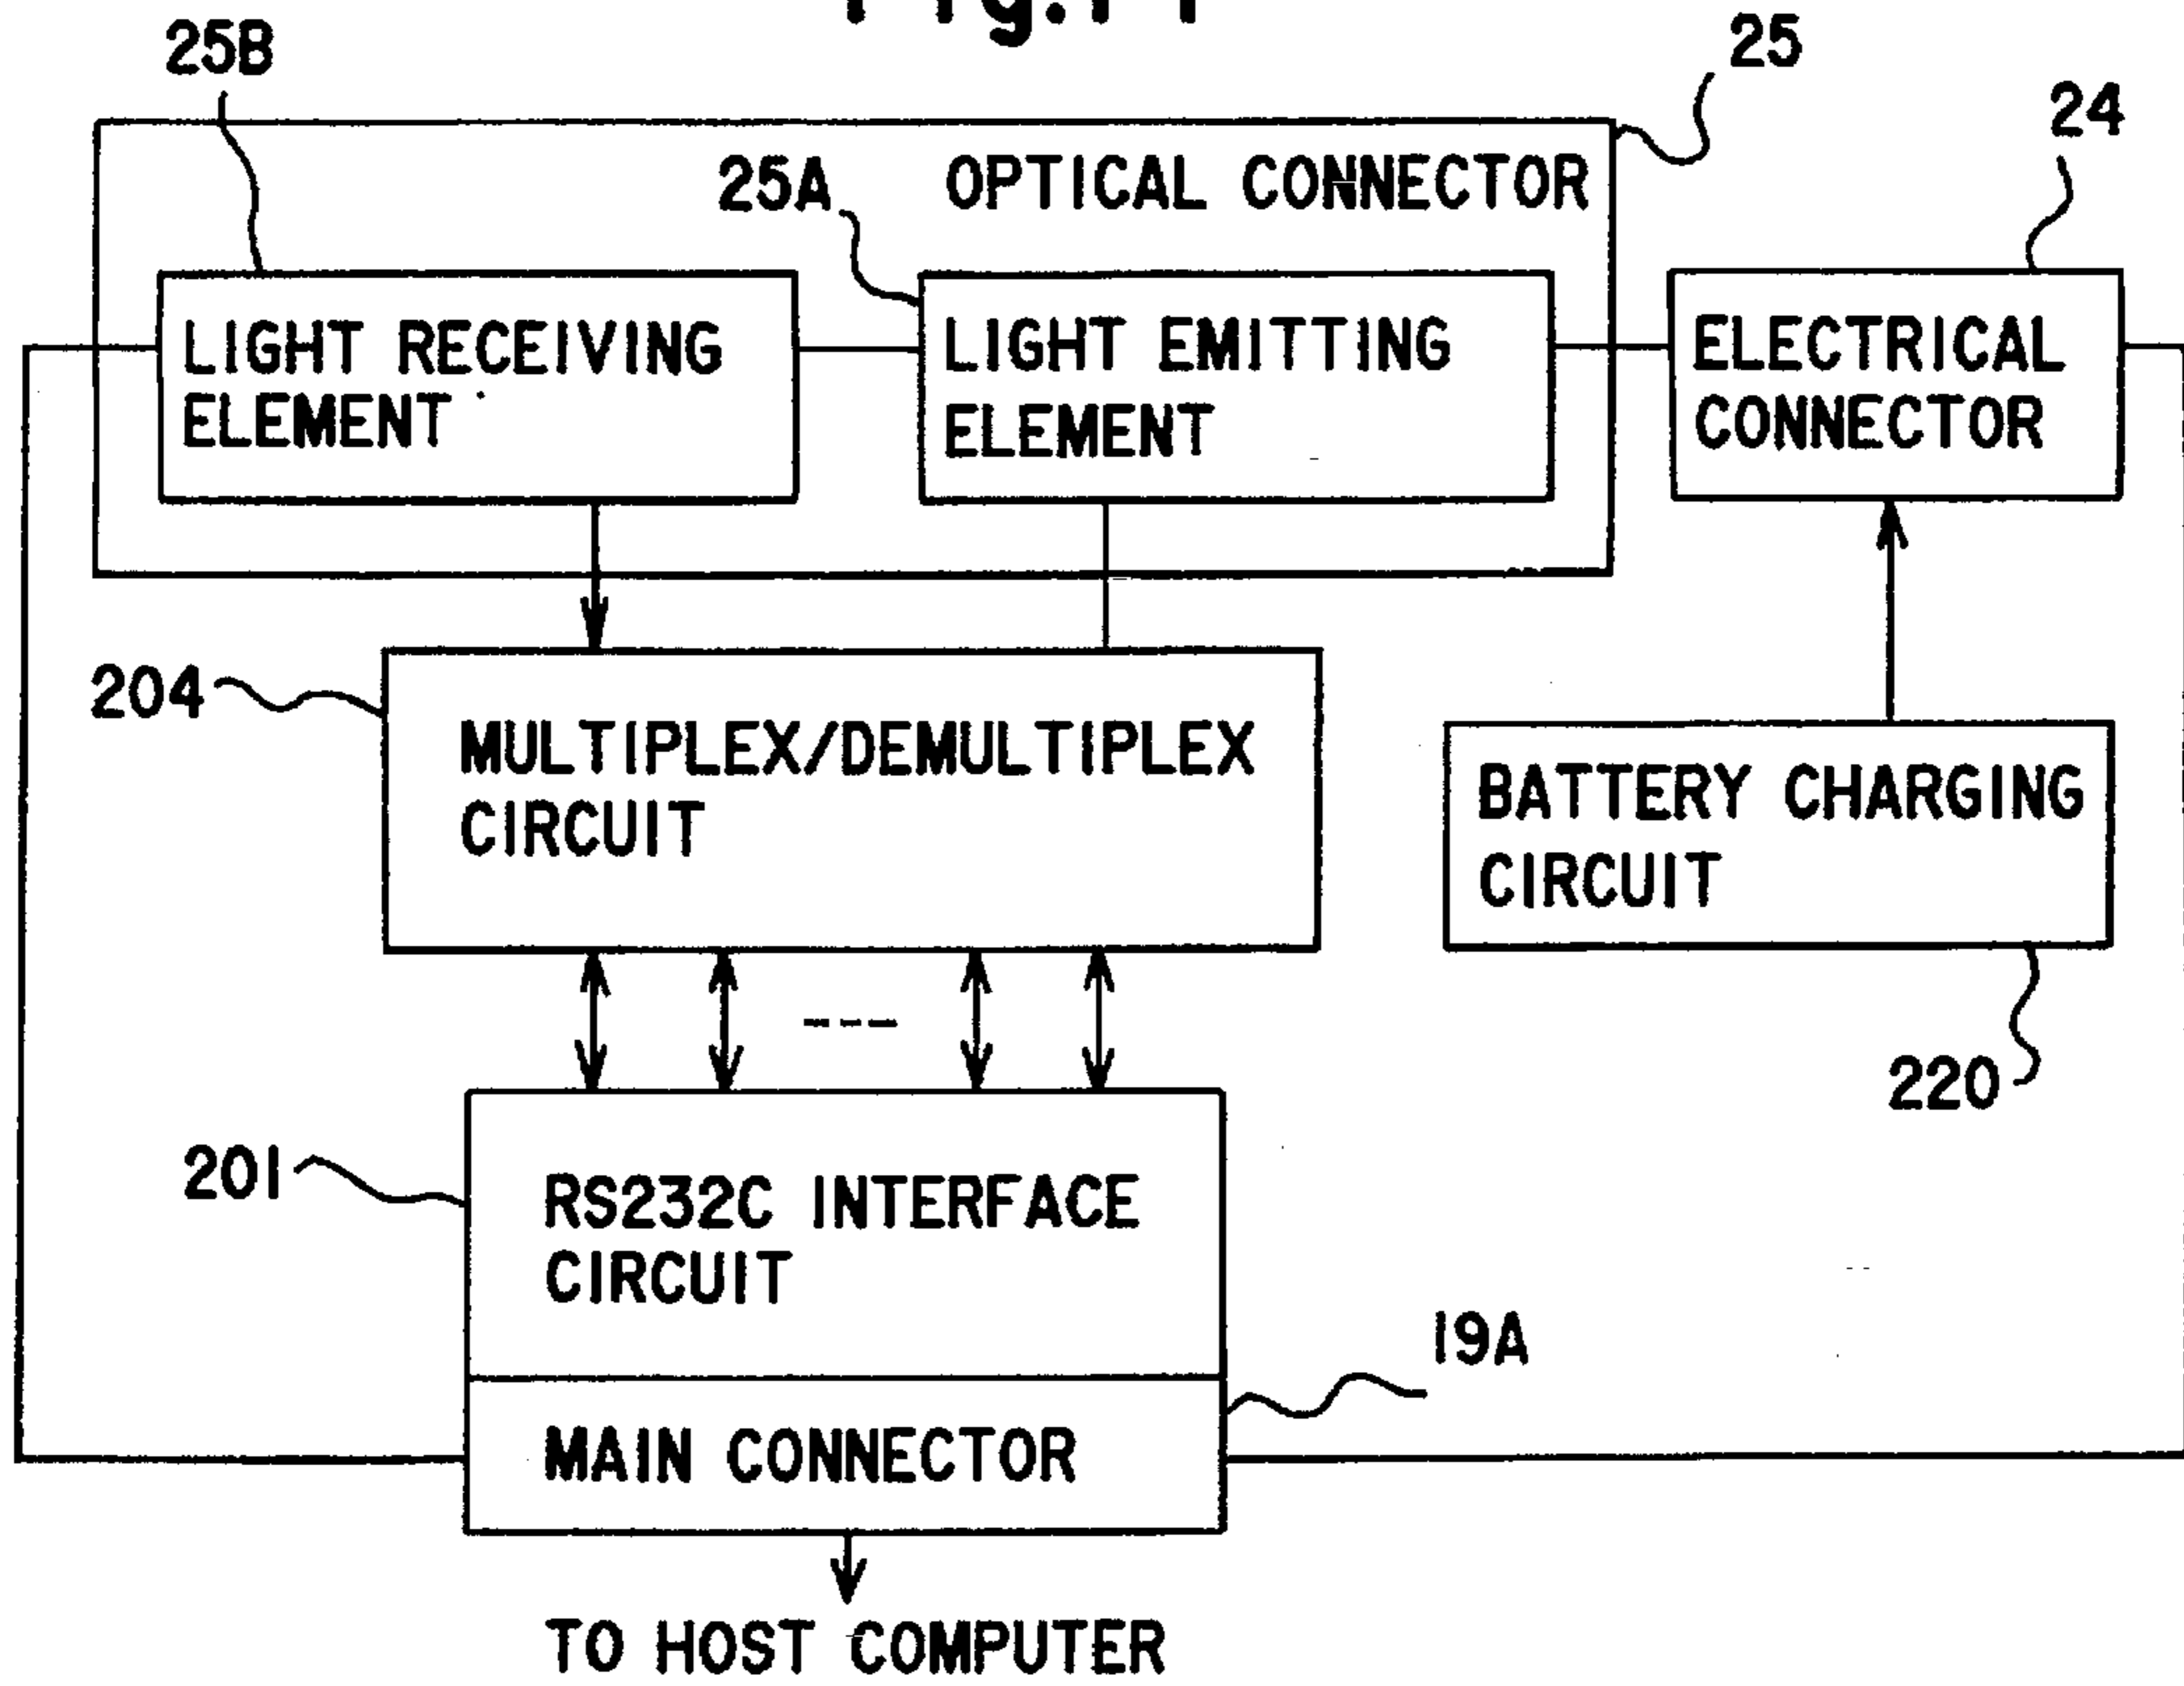 25B
25
24
25A
OPTICAL CONNECTOR
LIGHT RECEIVING
ELEMENT
LIGHT EMITTING
ELEMENT
ELECTRICAL
CONNECTOR
204
MULTIPLEX/DEMULTIPLEX
CIRCUIT
BATTERY CHARGING
CIRCUIT
220
201
RS232C INTERFACE
CIRCUIT
19A
MAIN CONNECTOR
TO HOST COMPUTER